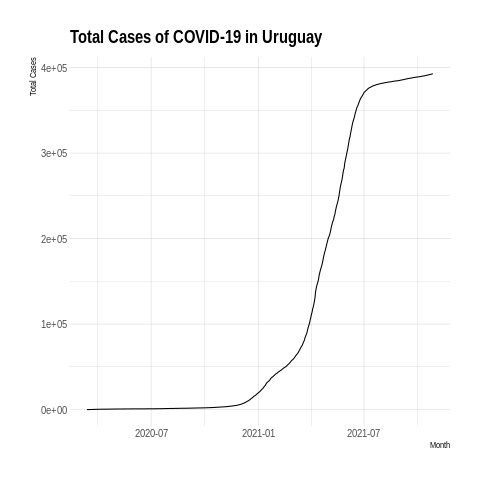 Total Cases of COVID-19 in Uruguay
Total Cases
4e+05
3e+05
2e+05
1e+05
0e+00
2020-07 2021-01 2021-07
Month